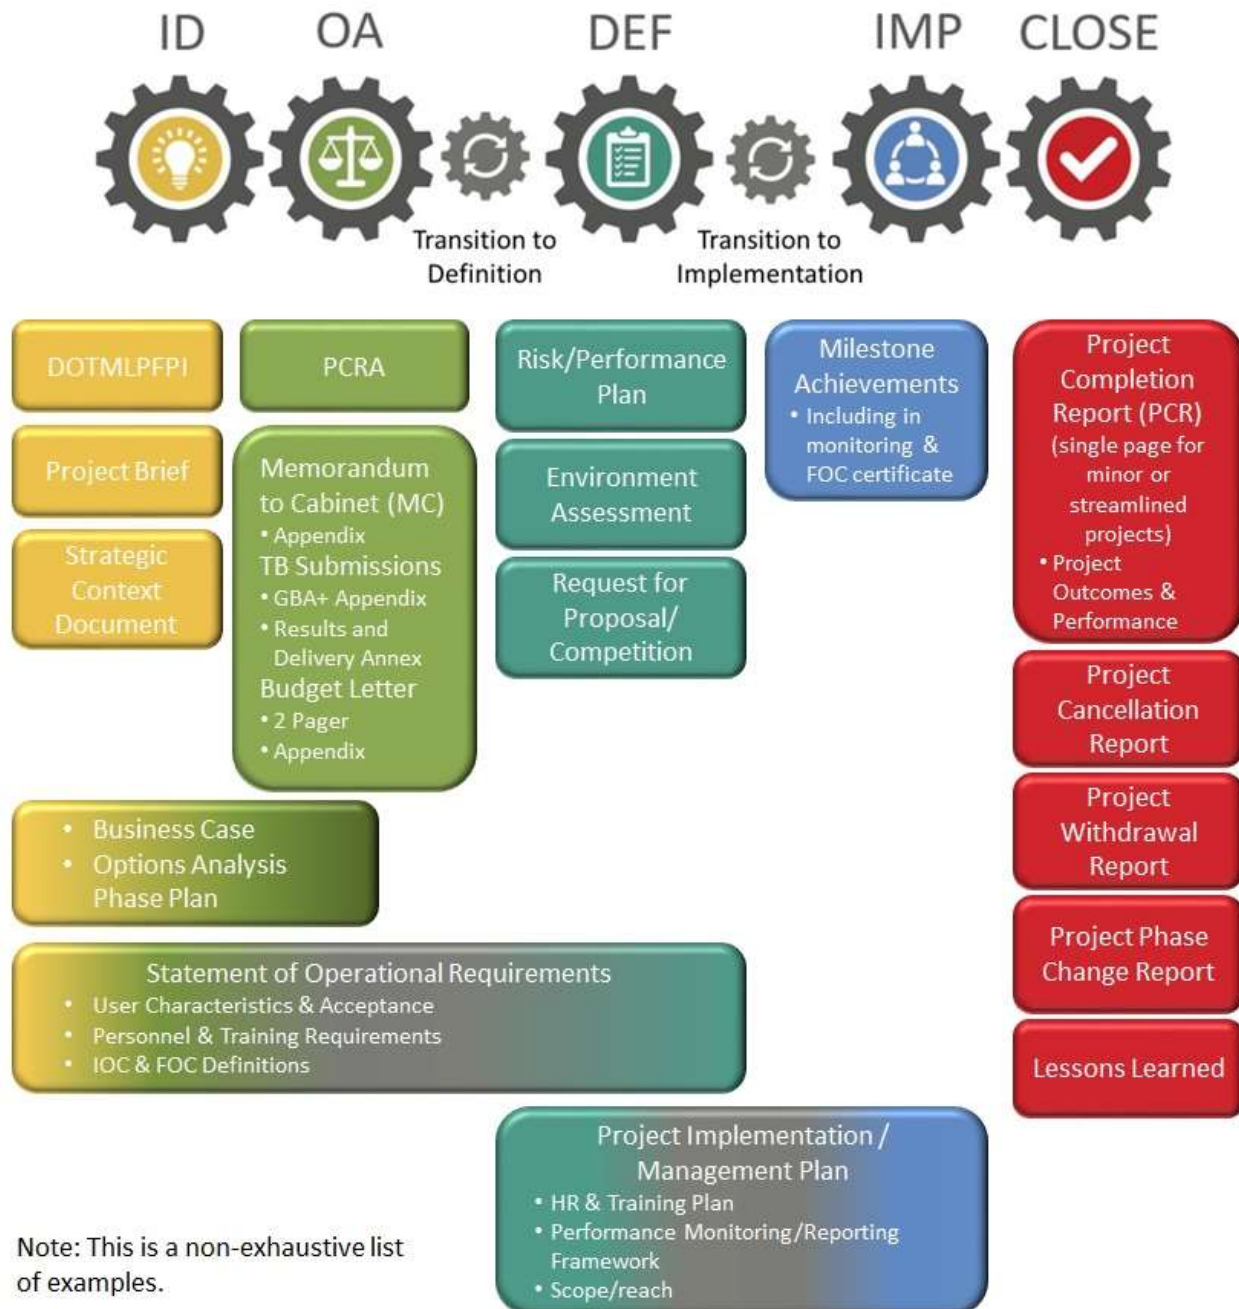 ID
OA
DEF
IMP
CLOSE
Transition to
Definition
Transition to
Implementation
DOTMLPFPI
Project Brief
Strategic
Context
Document
PCRA
Memorandum
to Cabinet (MC)
• Appendix
TB Submissions
• GBA+ Appendix
• Results and
Delivery Annex
Budget Letter
• 2 Pager
• Appendix
Risk/Performance
Plan
Environment
Assessment
Request for
Proposal/
Competition
Milestone
Achievements
• Including in
monitoring &
FOC certificate
Project
Completion
Report (PCR)
(single page for
minor or
streamlined
projects)
• Project
Outcomes &
Performance
Project
Cancellation
Report
Project
Withdrawal
Report
Project Phase
Change Report
Lessons Learned
• Business Case
• Options Analysis
Phase Plan
Statement of Operational Requirements
• User Characteristics & Acceptance
• Personnel & Training Requirements
• IOC & FOC Definitions
Project Implementation /
Management Plan
• HR & Training Plan
• Performance Monitoring/Reporting
Framework
• Scope/reach
Note: This is a non-exhaustive list
of examples.